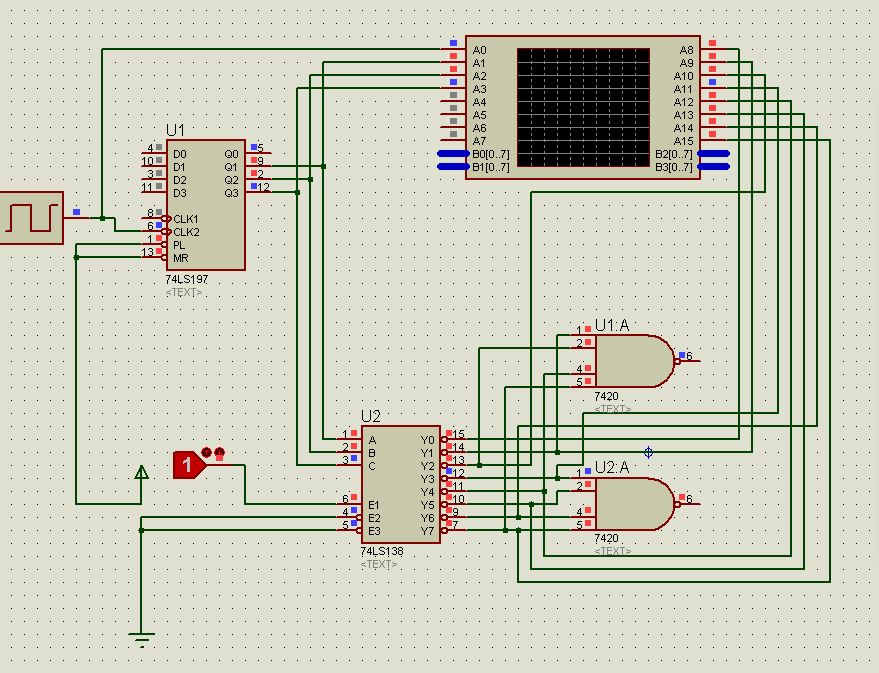 A0 A8
A1 A9
A2 A10
A3 A11
A4 A12
A5 A13
A6 A14
A7 A15
B0[0..7] B2[0..7]
B1[0..7] B3[0..7]
U1
4 D0 Q0 5
10 D1 Q1 9
3 D2 Q2 2
11 D3 Q3 12
8 CLK1
6 CLK2
1 PL
13 MR
74LS197
<TEXT>
U1:A
1
2
4
5
6
7420
<TEXT>
U2
1 A Y0 15
2 B Y1 14
3 C Y2 13
Y3 12
Y4 11
6 E1 Y5 10
4 E2 Y6 9
5 E3 Y7 7
74LS138
<TEXT>
1
U2:A
1
2
4
5
6
7420
<TEXT>